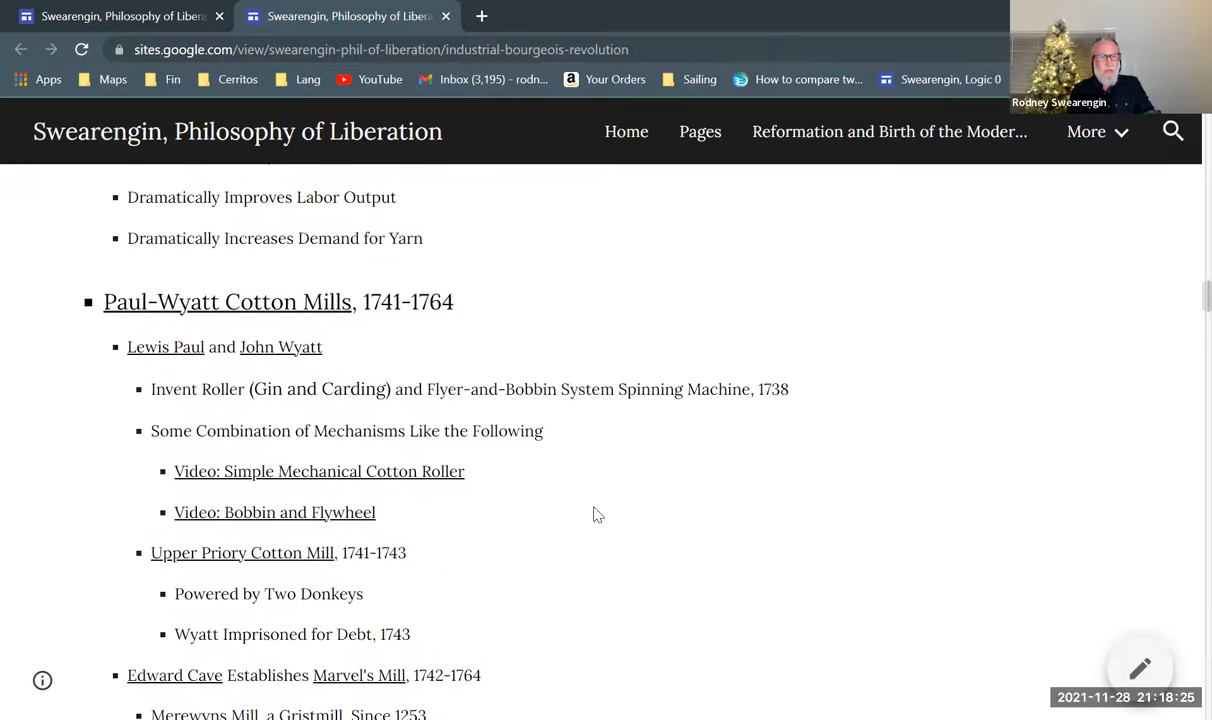 Swearengin, Philosophy of Libera
Swearengin, Philosophy of Libera
sites.google.com/view/swearengin-phil-of-liberation/industrial-bourgeois-revolution
Apps
Maps
Fin
Cerritos
Lang
YouTube
Inbox (3,195) - rodn...
Your Orders
Sailing
How to compare tw...
Swearengin, Logic 0
Rodney Swearengin
Swearengin, Philosophy of Liberation
Home
Pages
Reformation and Birth of the Moder...
More
Dramatically Improves Labor Output
Dramatically Increases Demand for Yarn
Paul-Wyatt Cotton Mills, 1741-1764
Lewis Paul and John Wyatt
Invent Roller (Gin and Carding) and Flyer-and-Bobbin System Spinning Machine, 1738
Some Combination of Mechanisms Like the Following
Video: Simple Mechanical Cotton Roller
Video: Bobbin and Flywheel
Upper Priory Cotton Mill, 1741-1743
Powered by Two Donkeys
Wyatt Imprisoned for Debt, 1743
Edward Cave Establishes Marvel's Mill, 1742-1764
Merewyns Mill, a Gristmill, Since 1253
2021-11-28 21:18:25